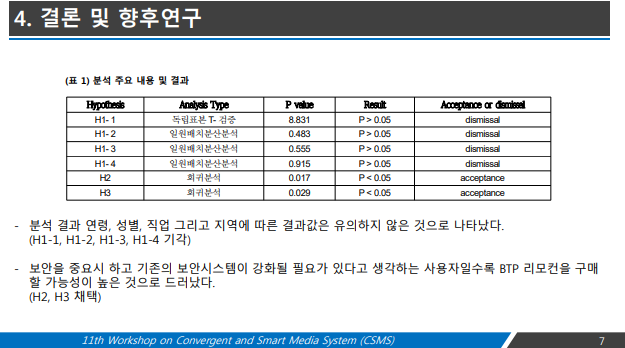 4. 결론 및 향후연구
(표 1) 분석 주요 내용 및 결과
Hypothesis Analysis Type P value Result Acceptance or dismissal
H1- 1 독립표본 T- 검증 8.831 P > 0.05 dismissal
H1- 2 일원배치분산분석 0.483 P > 0.05 dismissal
H1- 3 일원배치분산분석 0.555 P > 0.05 dismissal
H1- 4 일원배치분산분석 0.915 P > 0.05 dismissal
H2 회귀분석 0.017 P < 0.05 acceptance
H3 회귀분석 0.029 P < 0.05 acceptance
- 분석 결과 연령, 성별, 직업 그리고 지역에 따른 결과값은 유의하지 않은 것으로 나타났다.
(H1-1, H1-2, H1-3, H1-4 기각)
- 보안을 중요시 하고 기존의 보안시스템이 강화될 필요가 있다고 생각하는 사용자일수록 BTP 리모컨을 구매
할 가능성이 높은 것으로 드러났다.
(H2, H3 채택)
11th Workshop on Convergent and Smart Media System (CSMS)
7